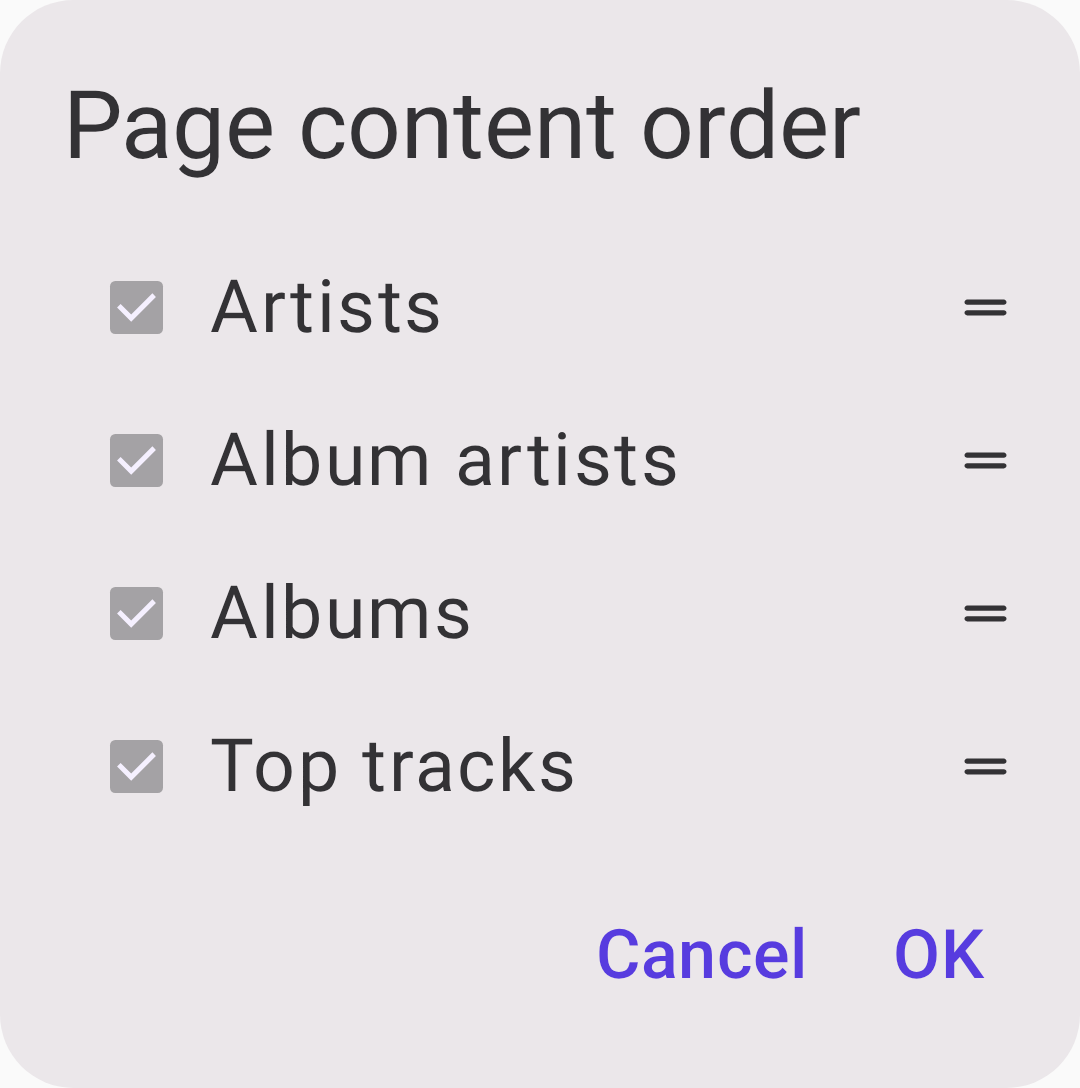 Page content order
Artists
Album artists
Albums
Top tracks
Cancel OK